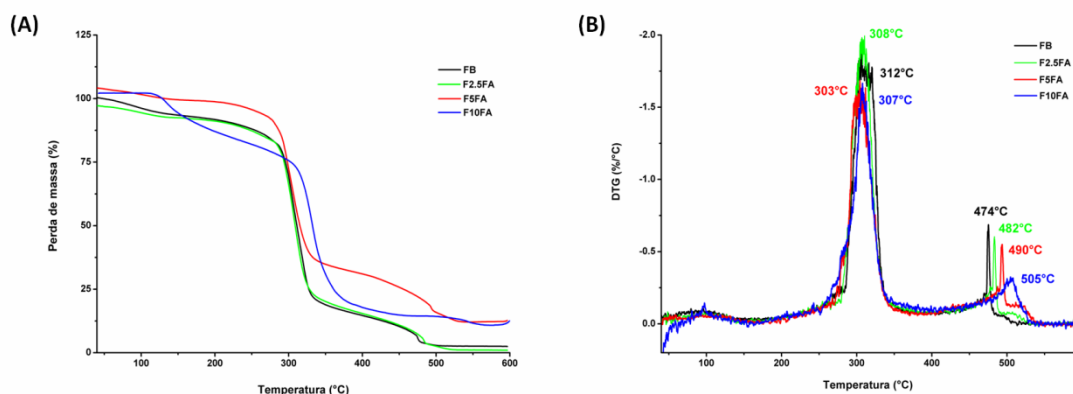 (A)
125
100
75
50
25
0
100
200
300
400
500
600
Perda de massa (%)
Temperatura (°C)
FB
F2.5FA
F5FA
F10FA
(B)
-2.0
-1.5
-1.0
-0.5
0.0
100
200
300
400
500
DTG (%/°C)
Temperatura (°C)
308°C
312°C
303°C
307°C
474°C
482°C
490°C
505°C
FB
F2.5FA
F5FA
F10FA